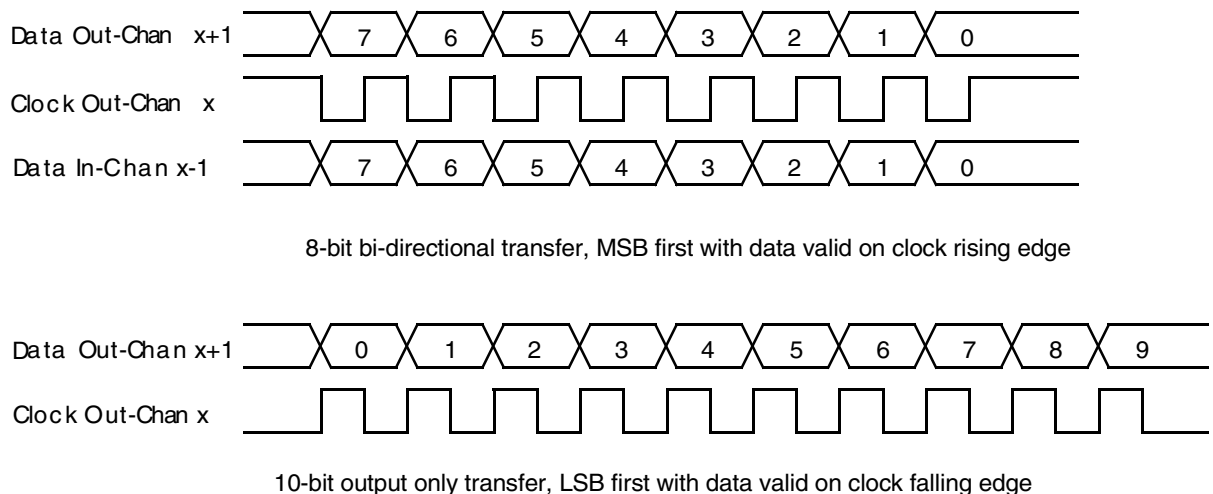 Data Out-Chan x+1 7 6 5 4 3 2 1 0
Clock Out-Chan x
Data In-Chan x-1 7 6 5 4 3 2 1 0
8-bit bi-directional transfer, MSB first with data valid on clock rising edge
Data Out-Chan x+1 0 1 2 3 4 5 6 7 8 9
Clock Out-Chan x
10-bit output only transfer, LSB first with data valid on clock falling edge